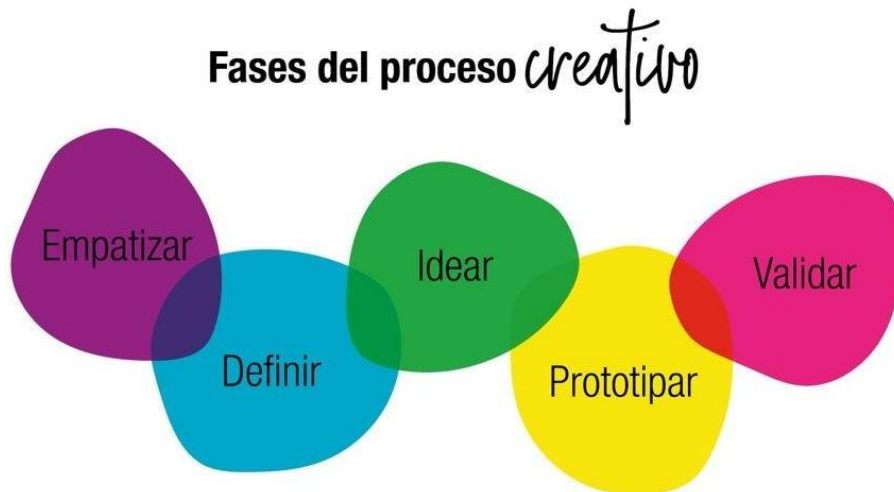 Fases del proceso creativo
Empatizar
Definir
Idear
Prototipar
Validar